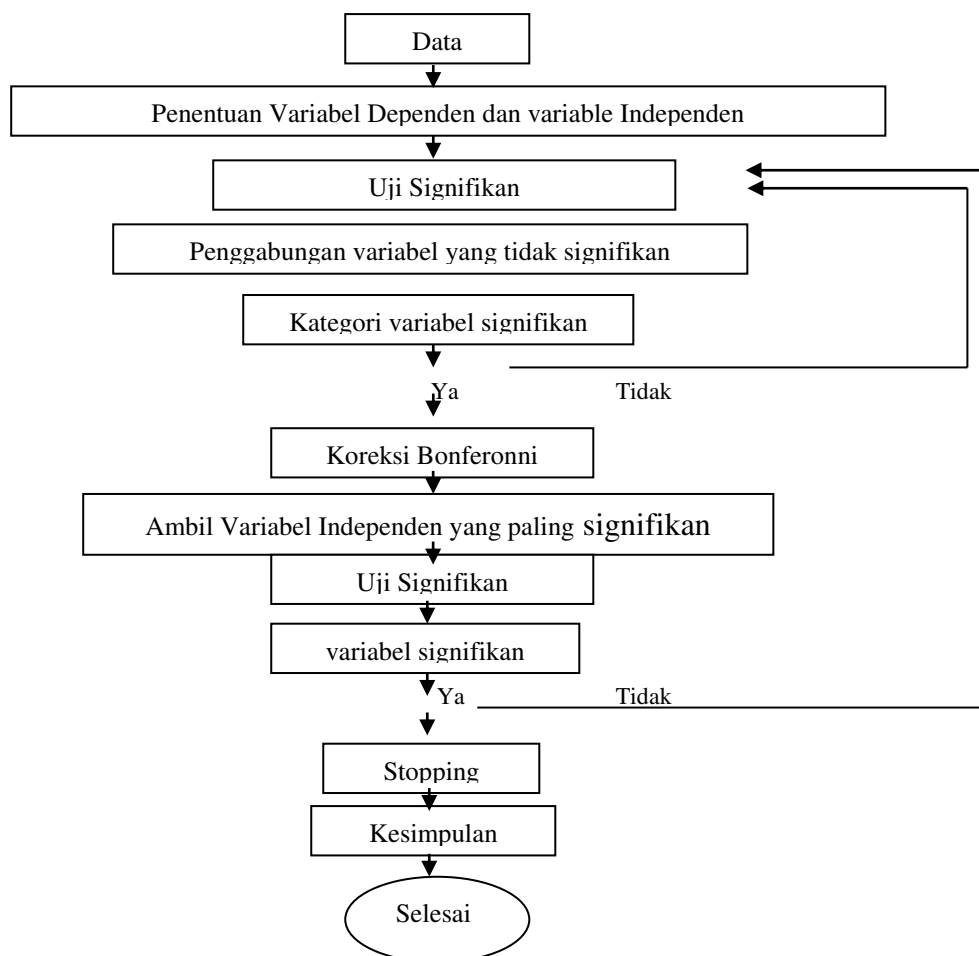 Data
Penentuan Variabel Dependen dan variable Independen
Uji Signifikan
Penggabungan variabel yang tidak signifikan
Kategori variabel signifikan
Ya Tidak
Koreksi Bonferonni
Ambil Variabel Independen yang paling signifikan
Uji Signifikan
variabel signifikan
Ya Tidak
Stopping
Kesimpulan
Selesai